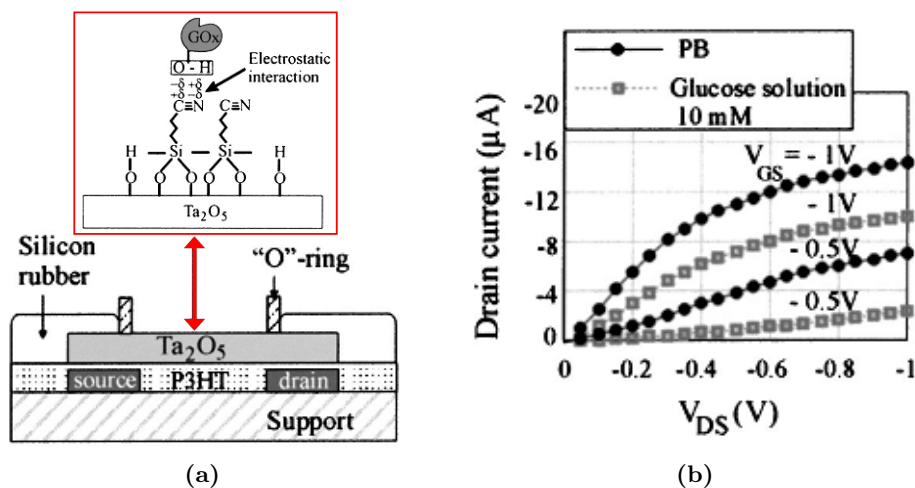 GOx
O - H
Electrostatic
interaction
−δ +δ
+δ −δ
C≡N C≡N
H Si Si H
O O O O O O
Ta2O5
Silicon
rubber
“O”-ring
Ta2O5
source P3HT drain
Support
(a)
PB
Glucose solution
10 mM
Drain current (μA)
-20
-16
-12
-8
-4
0
VGS = - 1V
- 1V
- 0.5V
- 0.5V
0 -0.2 -0.4 -0.6 -0.8 -1
VDS (V)
(b)